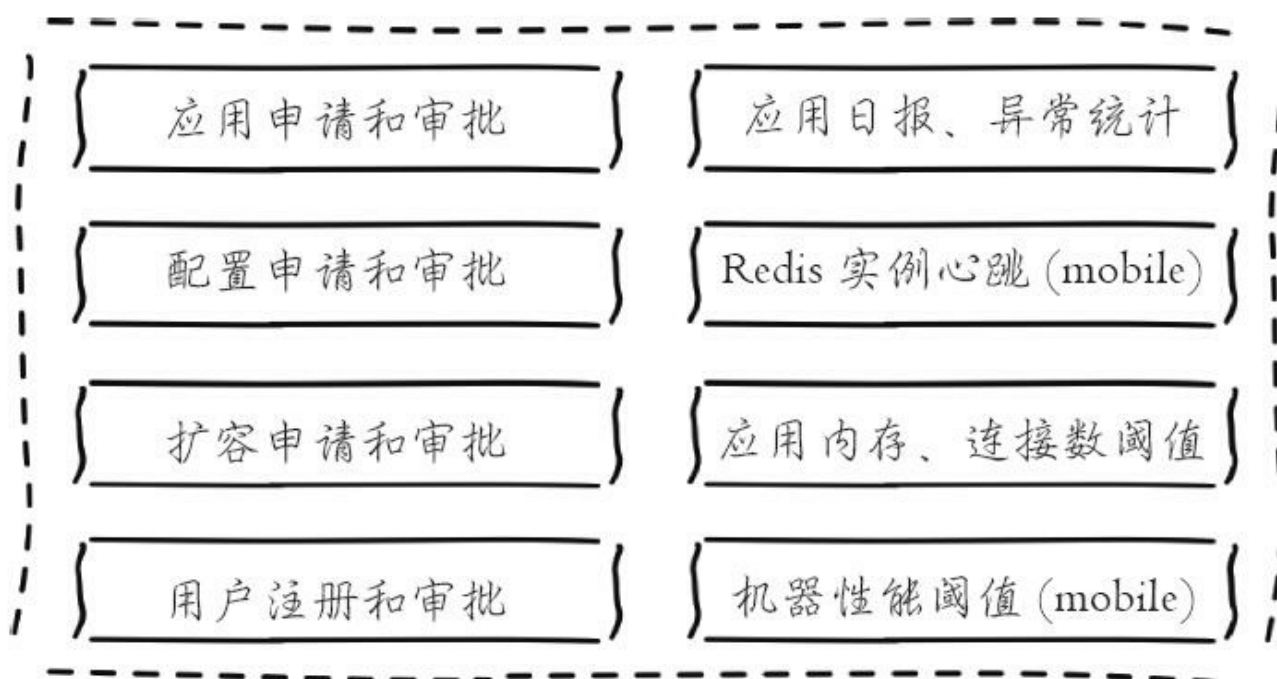 应用申请和审批
应用日报、异常统计
配置申请和审批
Redis 实例心跳 (mobile)
扩容申请和审批
应用内存、连接数阈值
用户注册和审批
机器性能阈值 (mobile)